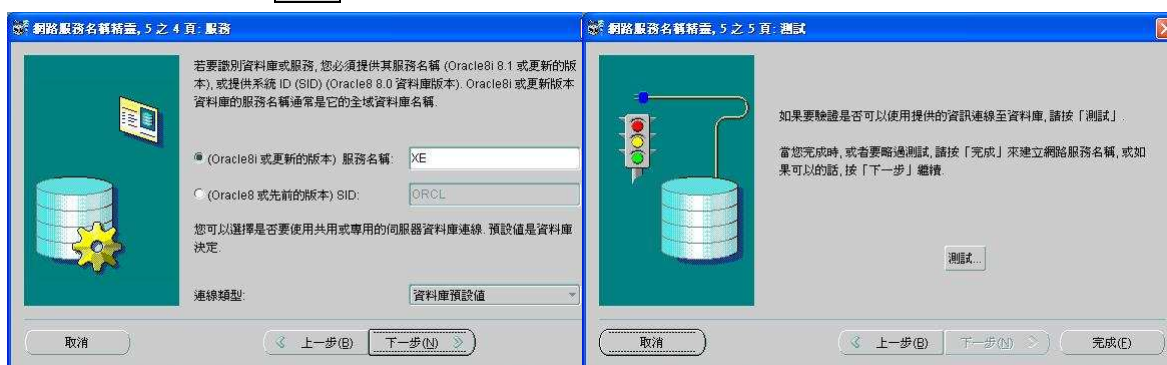 網路服務名稱精靈, 5 之 4 頁: 服務
若要識別資料庫或服務, 您必須提供其服務名稱 (Oracle8i 8.1 或更新的版
本), 或提供系統 ID (SID) (Oracle8 8.0 資料庫版本). Oracle8i 或更新版本
資料庫的服務名稱通常是它的全域資料庫名稱.
(Oracle8i 或更新的版本) 服務名稱: XE
(Oracle8 或先前的版本) SID: ORCL
您可以選擇是否要使用共用或專用的伺服器資料庫連線. 預設值是資料庫
決定.
連線類型: 資料庫預設值
取消 上一步(B) 下一步(N)
網路服務名稱精靈, 5 之 5 頁: 測試
如果要驗證是否可以使用提供的資訊連線至資料庫, 請按「測試」.
當您完成時, 或者要略過測試, 請按「完成」來建立網路服務名稱, 或如
果可以的話, 按「下一步」繼續.
測試...
取消 上一步(B) 下一步(N) 完成(F)